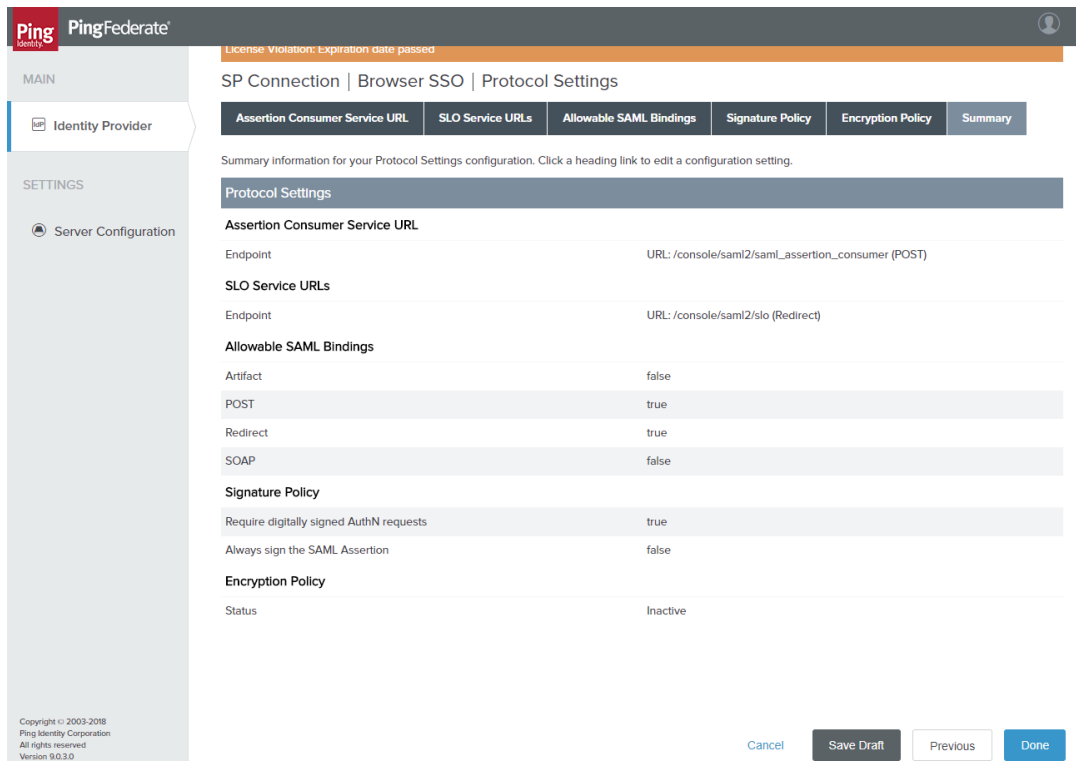 Ping Identity. PingFederate®
License Violation: Expiration date passed
MAIN
SP Connection | Browser SSO | Protocol Settings
IdP Identity Provider
Assertion Consumer Service URL SLO Service URLs Allowable SAML Bindings Signature Policy Encryption Policy Summary
Summary information for your Protocol Settings configuration. Click a heading link to edit a configuration setting.
SETTINGS
Server Configuration
Protocol Settings
Assertion Consumer Service URL
Endpoint URL: /console/saml2/saml_assertion_consumer (POST)
SLO Service URLs
Endpoint URL: /console/saml2/slo (Redirect)
Allowable SAML Bindings
Artifact false
POST true
Redirect true
SOAP false
Signature Policy
Require digitally signed AuthN requests true
Always sign the SAML Assertion false
Encryption Policy
Status Inactive
Copyright © 2003-2018
Ping Identity Corporation
All rights reserved
Version 9.0.3.0
Cancel Save Draft Previous Done